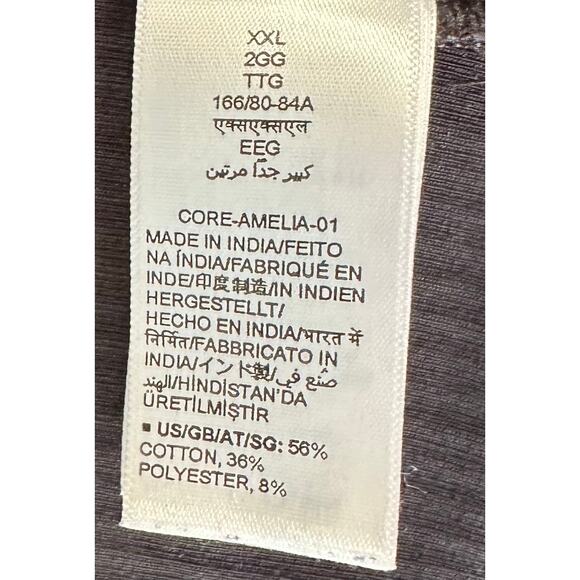 XXL
2GG
TTG
166/80-84A
एक्सएक्सएल
EEG
كبير جدًا مرتين
CORE-AMELIA-01
MADE IN INDIA/FEITO
NA ÍNDIA/FABRIQUÉ EN
INDE/印度制造/IN INDIEN
HERGESTELLT/
HECHO EN INDIA/भारत में
निर्मित/FABBRICATO IN
INDIA/インド製/صُنع في
الهند/HİNDİSTAN'DA
ÜRETİLMİŞTİR
▪ US/GB/AT/SG: 56%
COTTON, 36%
POLYESTER, 8%